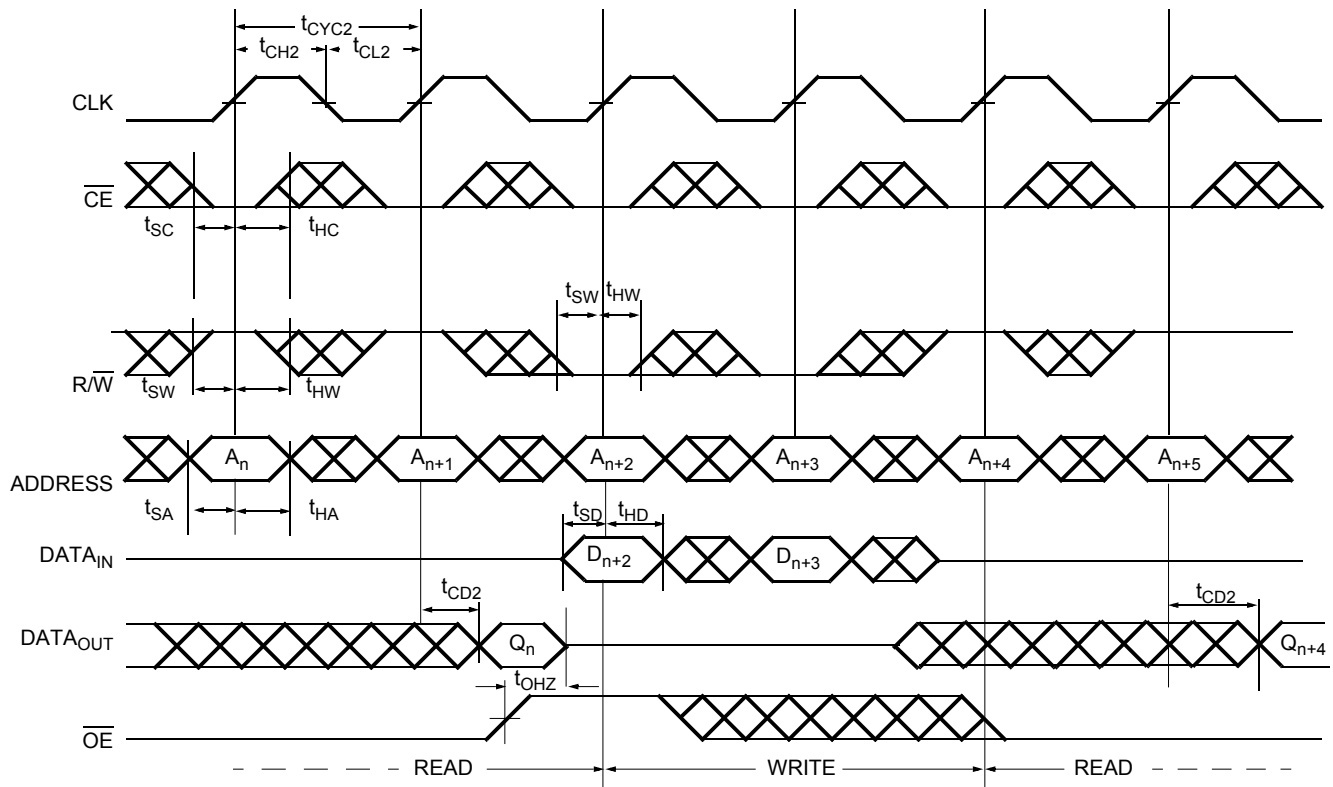 tCYC2
tCH2 tCL2
CLK
CE
tSC tHC
tSW tHW
R/W
tSW tHW
An An+1 An+2 An+3 An+4 An+5
ADDRESS
tSA tHA
tSD tHD
DATAIN Dn+2 Dn+3
tCD2 tCD2
DATAOUT Qn Qn+4
tOHZ
OE
READ WRITE READ